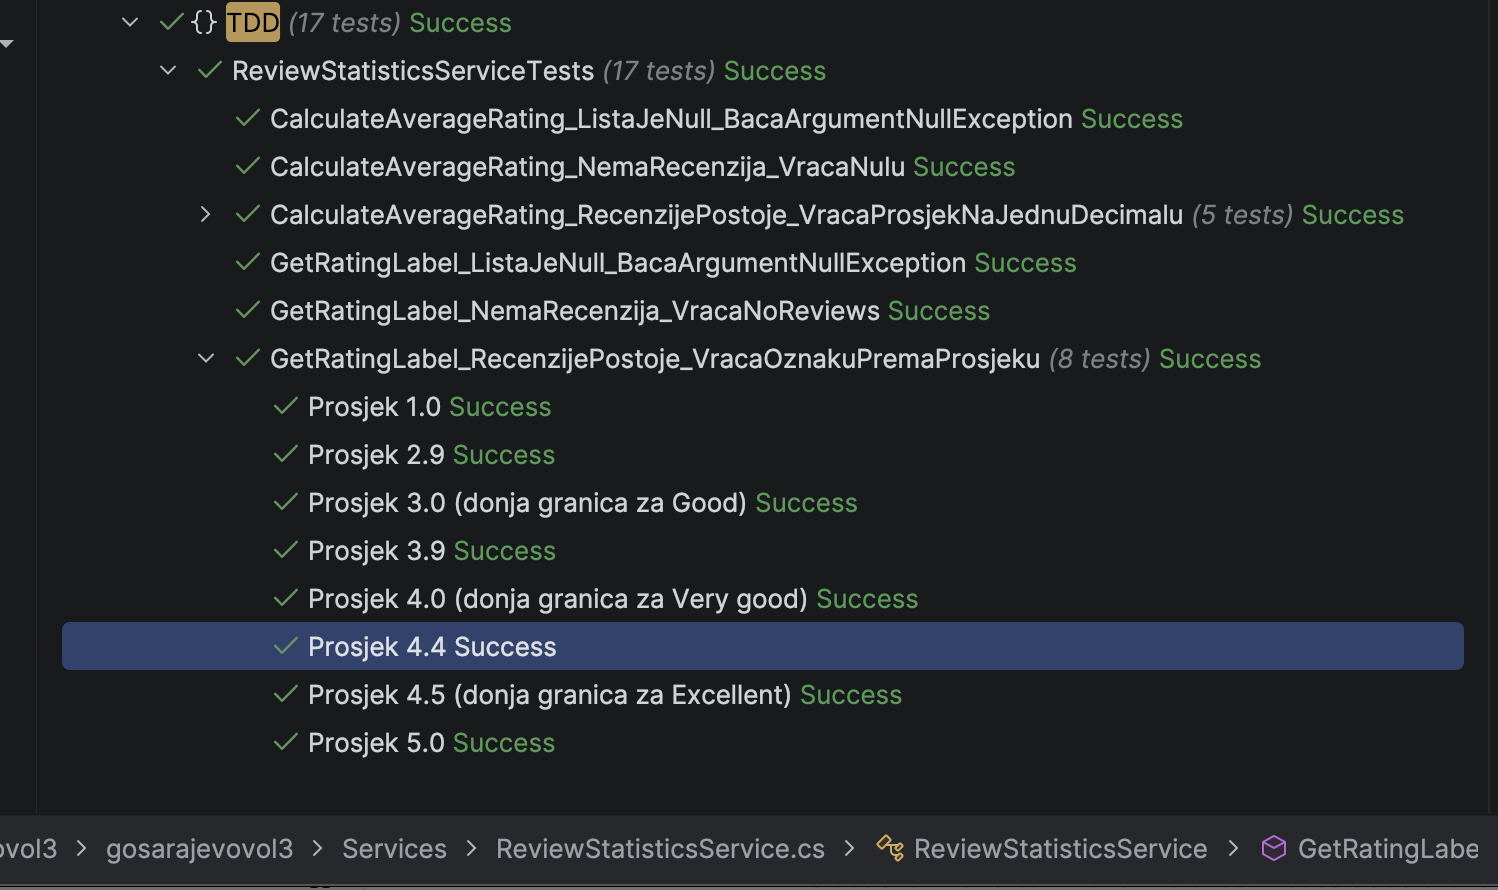 {} TDD (17 tests) Success
ReviewStatisticsServiceTests (17 tests) Success
CalculateAverageRating_ListaJeNull_BacaArgumentNullException Success
CalculateAverageRating_NemaRecenzija_VracaNulu Success
CalculateAverageRating_RecenzijePostoje_VracaProsjekNaJednuDecimalu (5 tests) Success
GetRatingLabel_ListaJeNull_BacaArgumentNullException Success
GetRatingLabel_NemaRecenzija_VracaNoReviews Success
GetRatingLabel_RecenzijePostoje_VracaOznakuPremaProsjeku (8 tests) Success
Prosjek 1.0 Success
Prosjek 2.9 Success
Prosjek 3.0 (donja granica za Good) Success
Prosjek 3.9 Success
Prosjek 4.0 (donja granica za Very good) Success
Prosjek 4.4 Success
Prosjek 4.5 (donja granica za Excellent) Success
Prosjek 5.0 Success
ovol3 > gosarajevovol3 > Services > ReviewStatisticsService.cs > ReviewStatisticsService > GetRatingLabe